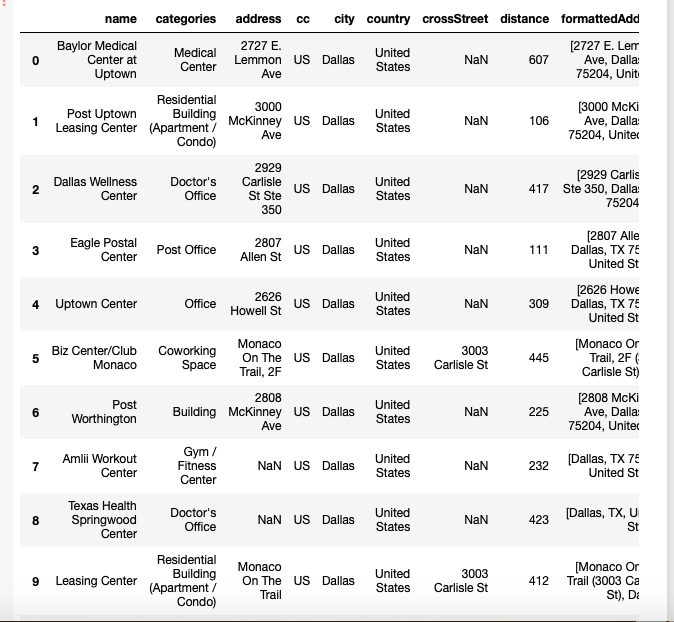 name categories address cc city country crossStreet distance formattedAdd
0
Baylor Medical
Center at
Uptown
Medical
Center
2727 E.
Lemmon
Ave
US
Dallas
United
States
NaN
607
[2727 E. Lem
Ave, Dalla
75204, Unit
1
Post Uptown
Leasing Center
Residential
Building
(Apartment /
Condo)
3000
McKinney
Ave
US
Dallas
United
States
NaN
106
[3000 McKi
Ave, Dalla
75204, United
2
Dallas Wellness
Center
Doctor's
Office
2929
Carlisle
St Ste
350
US
Dallas
United
States
NaN
417
[2929 Carlis
Ste 350, Dalla
75204
3
Eagle Postal
Center
Post Office
2807
Allen St
US
Dallas
United
States
NaN
111
[2807 Alle
Dallas, TX 75
United St
4
Uptown Center
Office
2626
Howell St
US
Dallas
United
States
NaN
309
[2626 Howe
Dallas, TX 75
United St
5
Biz Center/Club
Monaco
Coworking
Space
Monaco
On The
Trail, 2F
US
Dallas
United
States
3003
Carlisle St
445
[Monaco On
Trail, 2F (
Carlisle St)
6
Post
Worthington
Building
2808
McKinney
Ave
US
Dallas
United
States
NaN
225
[2808 McKi
Ave, Dalla
75204, United
7
Amlii Workout
Center
Gym /
Fitness
Center
NaN
US
Dallas
United
States
NaN
232
[Dallas, TX 75
United St
8
Texas Health
Springwood
Center
Doctor's
Office
NaN
US
Dallas
United
States
NaN
423
[Dallas, TX, U
St
9
Leasing Center
Residential
Building
(Apartment /
Condo)
Monaco
On The
Trail
US
Dallas
United
States
3003
Carlisle St
412
[Monaco On
Trail (3003 Ca
St), Da